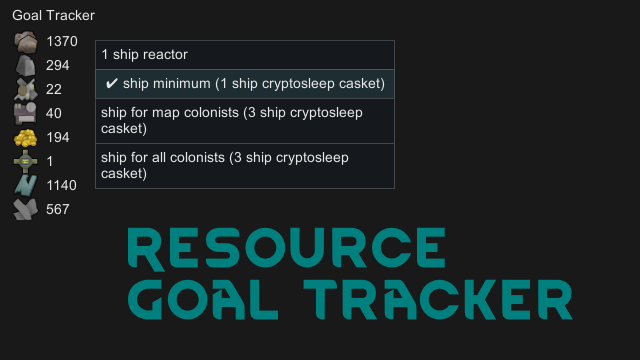 Goal Tracker
1370
294
22
40
194
1
1140
567
1 ship reactor
✔ ship minimum (1 ship cryptosleep casket)
ship for map colonists (3 ship cryptosleep
casket)
ship for all colonists (3 ship cryptosleep
casket)
RESOURCE
GOAL TRACKER